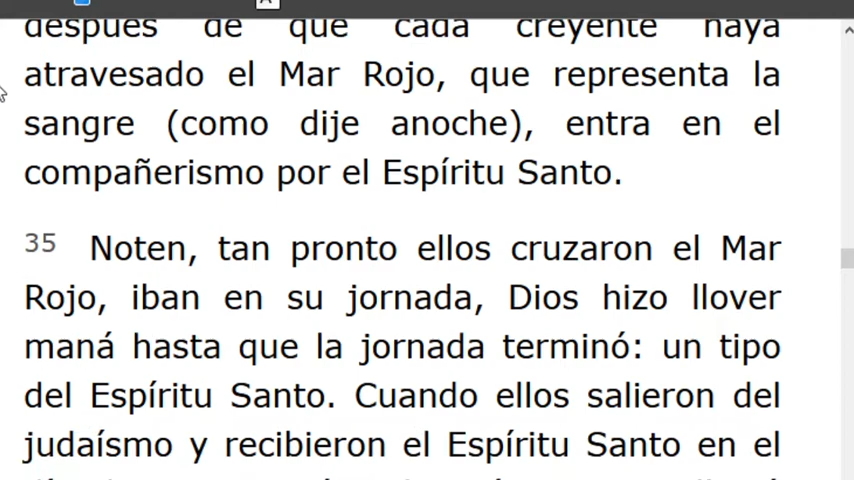 después de que cada creyente haya
atravesado el Mar Rojo, que representa la
sangre (como dije anoche), entra en el
compañerismo por el Espíritu Santo.
35 Noten, tan pronto ellos cruzaron el Mar
Rojo, iban en su jornada, Dios hizo llover
maná hasta que la jornada terminó: un tipo
del Espíritu Santo. Cuando ellos salieron del
judaísmo y recibieron el Espíritu Santo en el